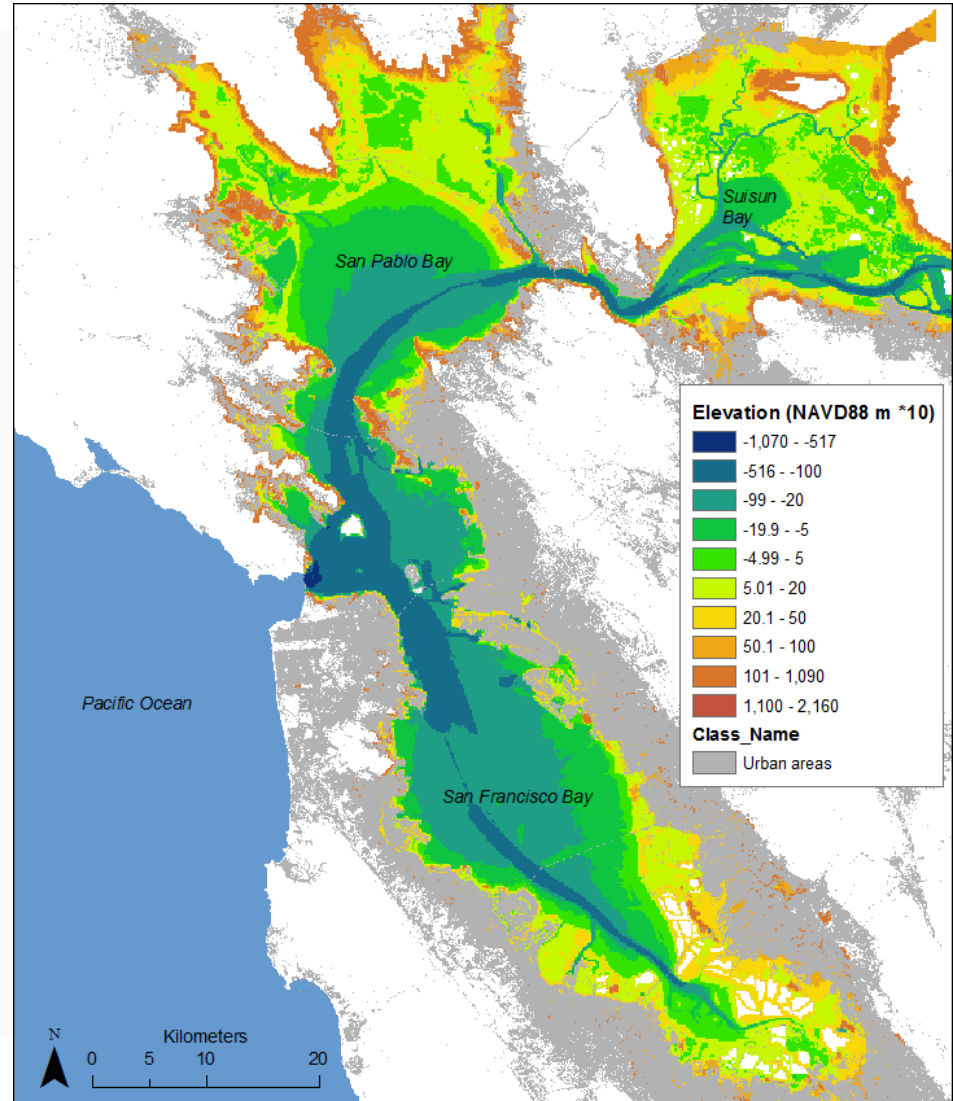 Suisun
Bay
San Pablo Bay
Elevation (NAVD88 m *10)
-1,070 - -517
-516 - -100
-99 - -20
-19.9 - -5
-4.99 - 5
5.01 - 20
20.1 - 50
50.1 - 100
101 - 1,090
1,100 - 2,160
Class_Name
Urban areas
Pacific Ocean
San Francisco Bay
N
Kilometers
0 5 10 20